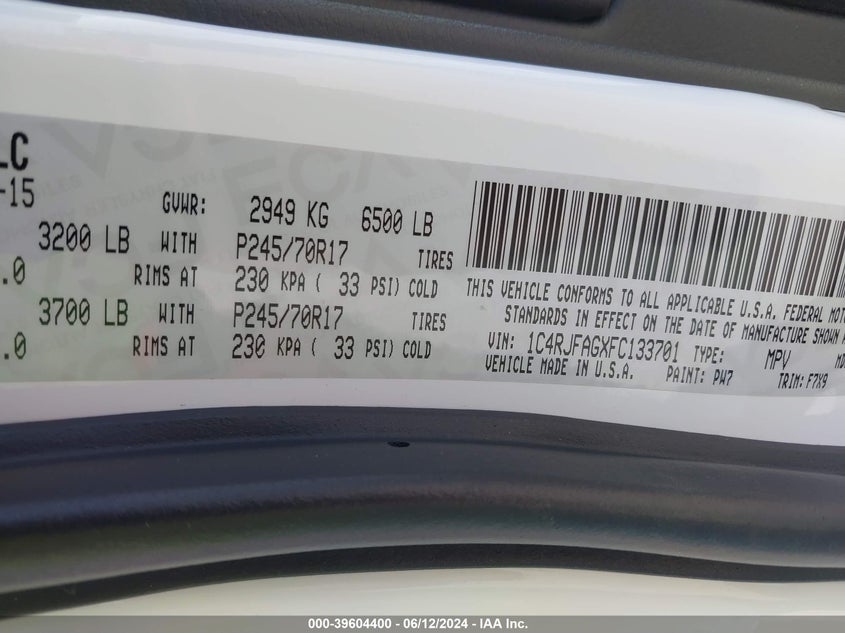 LC
-15
GVWR: 2949 KG 6500 LB
3200 LB WITH P245/70R17 TIRES
.0 RIMS AT 230 KPA ( 33 PSI) COLD
3700 LB WITH P245/70R17 TIRES
.0 RIMS AT 230 KPA ( 33 PSI) COLD
THIS VEHICLE CONFORMS TO ALL APPLICABLE U.S.A. FEDERAL MOT
STANDARDS IN EFFECT ON THE DATE OF MANUFACTURE SHOWN A
VIN: 1C4RJFAGXFC133701 TYPE: MPV MD
VEHICLE MADE IN U.S.A. PAINT: PW7 TRIM: F7X9
000-39604400 - 06/12/2024 - IAA Inc.